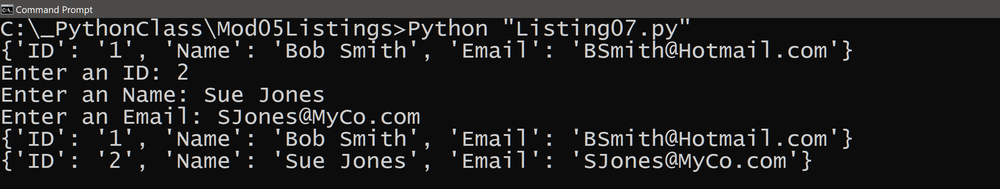 Command Prompt
C:\_PythonClass\Mod05Listings>Python "Listing07.py"
{'ID': '1', 'Name': 'Bob Smith', 'Email': 'BSmith@Hotmail.com'}
Enter an ID: 2
Enter an Name: Sue Jones
Enter an Email: SJones@MyCo.com
{'ID': '1', 'Name': 'Bob Smith', 'Email': 'BSmith@Hotmail.com'}
{'ID': '2', 'Name': 'Sue Jones', 'Email': 'SJones@MyCo.com'}